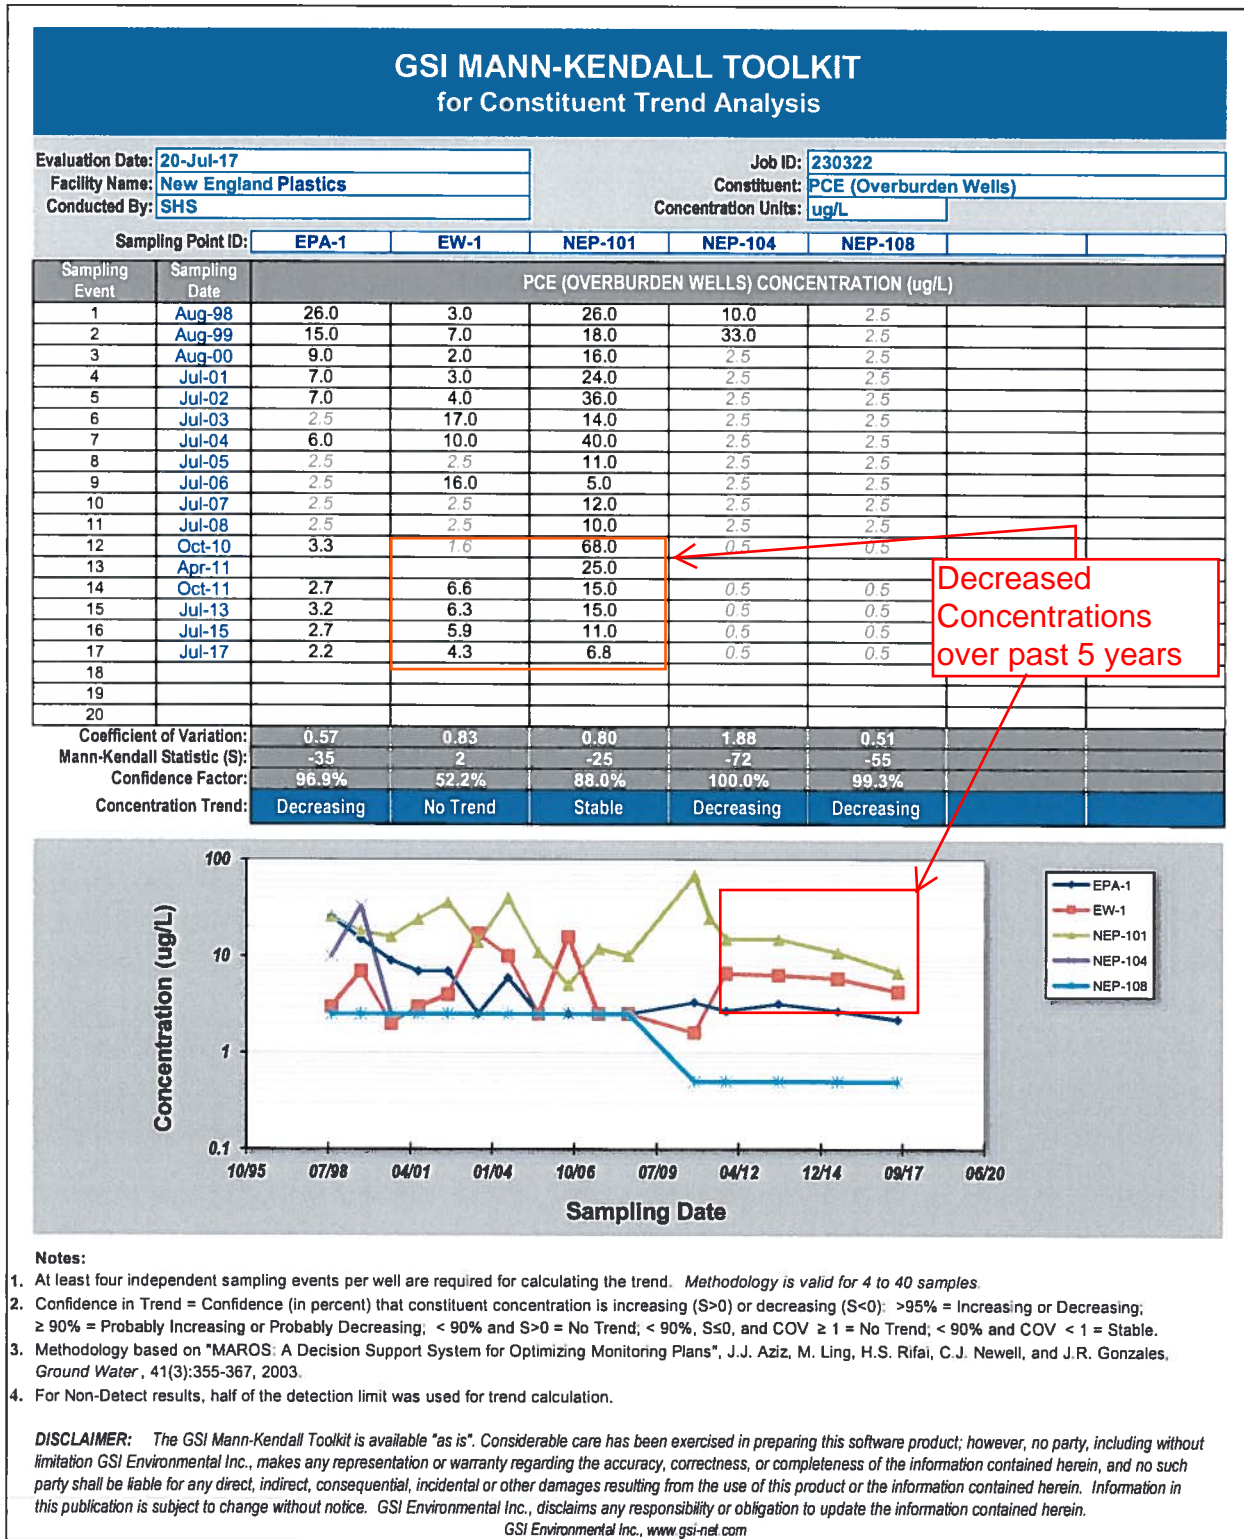 GSI MANN-KENDALL TOOLKIT
for Constituent Trend Analysis
Evaluation Date: 20-Jul-17 Job ID: 230322
Facility Name: New England Plastics Constituent: PCE (Overburden Wells)
Conducted By: SHS Concentration Units: ug/L
Sampling Point ID: EPA-1 EW-1 NEP-101 NEP-104 NEP-108
Sampling Event Sampling Date PCE (OVERBURDEN WELLS) CONCENTRATION (ug/L)
1 Aug-98 26.0 3.0 26.0 10.0 2.5
2 Aug-99 15.0 7.0 18.0 33.0 2.5
3 Aug-00 9.0 2.0 16.0 2.5 2.5
4 Jul-01 7.0 3.0 24.0 2.5 2.5
5 Jul-02 7.0 4.0 36.0 2.5 2.5
6 Jul-03 2.5 17.0 14.0 2.5 2.5
7 Jul-04 6.0 10.0 40.0 2.5 2.5
8 Jul-05 2.5 2.5 11.0 2.5 2.5
9 Jul-06 2.5 16.0 5.0 2.5 2.5
10 Jul-07 2.5 2.5 12.0 2.5 2.5
11 Jul-08 2.5 2.5 10.0 2.5 2.5
12 Oct-10 3.3 1.6 68.0 0.5 0.5
13 Apr-11 25.0
14 Oct-11 2.7 6.6 15.0 0.5 0.5
15 Jul-13 3.2 6.3 15.0 0.5 0.5
16 Jul-15 2.7 5.9 11.0 0.5 0.5
17 Jul-17 2.2 4.3 6.8 0.5 0.5
18
19
20
Decreased
Concentrations
over past 5 years
Coefficient of Variation: 0.57 0.83 0.80 1.88 0.51
Mann-Kendall Statistic (S): -35 2 -25 -72 -55
Confidence Factor: 96.9% 52.2% 88.0% 100.0% 99.3%
Concentration Trend: Decreasing No Trend Stable Decreasing Decreasing
Concentration (ug/L)
100
10
1
0.1
10/95 07/98 04/01 01/04 10/06 07/09 04/12 12/14 09/17 06/20
Sampling Date
EPA-1
EW-1
NEP-101
NEP-104
NEP-108
Notes:
1. At least four independent sampling events per well are required for calculating the trend. Methodology is valid for 4 to 40 samples.
2. Confidence in Trend = Confidence (in percent) that constituent concentration is increasing (S>0) or decreasing (S<0): >95% = Increasing or Decreasing;
≥ 90% = Probably Increasing or Probably Decreasing; < 90% and S>0 = No Trend; < 90%, S≤0, and COV ≥ 1 = No Trend; < 90% and COV < 1 = Stable.
3. Methodology based on "MAROS: A Decision Support System for Optimizing Monitoring Plans", J.J. Aziz, M. Ling, H.S. Rifai, C.J. Newell, and J.R. Gonzales,
Ground Water, 41(3):355-367, 2003.
4. For Non-Detect results, half of the detection limit was used for trend calculation.
DISCLAIMER: The GSI Mann-Kendall Toolkit is available "as is". Considerable care has been exercised in preparing this software product; however, no party, including without
limitation GSI Environmental Inc., makes any representation or warranty regarding the accuracy, correctness, or completeness of the information contained herein, and no such
party shall be liable for any direct, indirect, consequential, incidental or other damages resulting from the use of this product or the information contained herein. Information in
this publication is subject to change without notice. GSI Environmental Inc., disclaims any responsibility or obligation to update the information contained herein.
GSI Environmental Inc., www.gsi-net.com